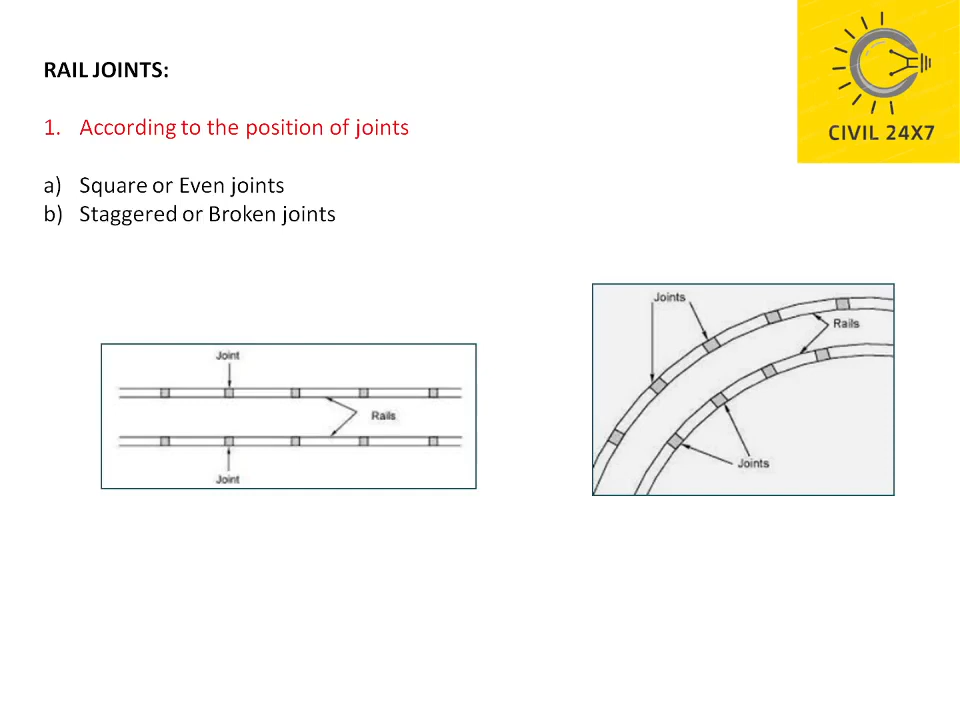 RAIL JOINTS:
CIVIL 24X7
1. According to the position of joints
a) Square or Even joints
b) Staggered or Broken joints
Joint
Rails
Joint
Joints
Rails
Joints